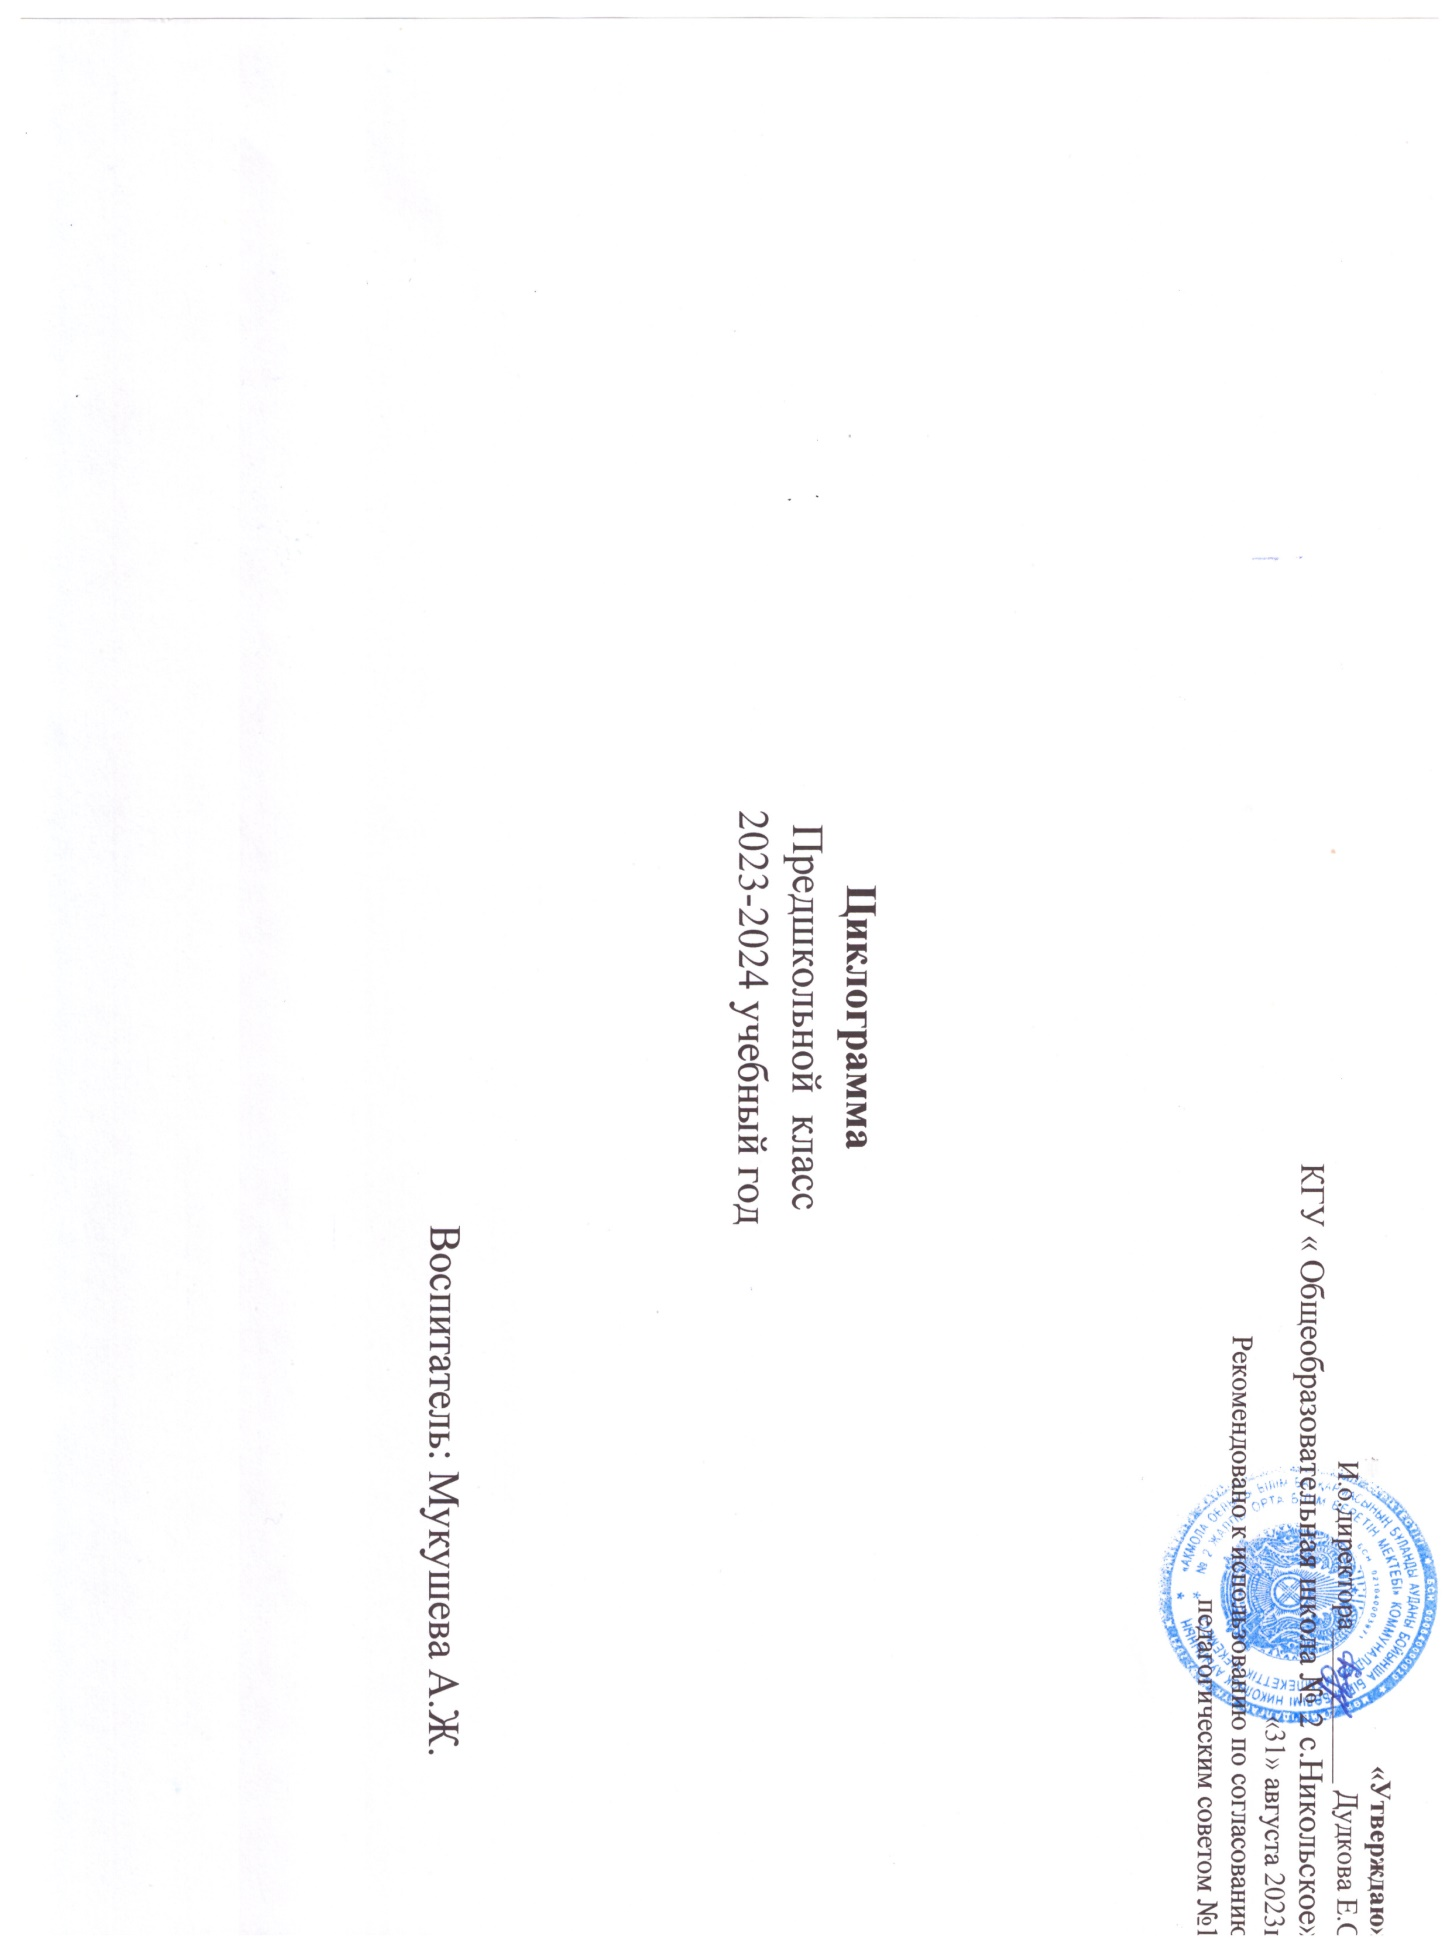 «Утверждаю»
И.о.директора __________ Дудкова Е.С
КГУ « Общеобразовательная школа № 2 с.Никольское»
«31» августа 2023г
Рекомендовано к использованию по согласованию
педагогическим советом №1
Циклограмма
Предшкольной класс
2023-2024 учебный год
Воспитатель: Мукушева А.Ж.